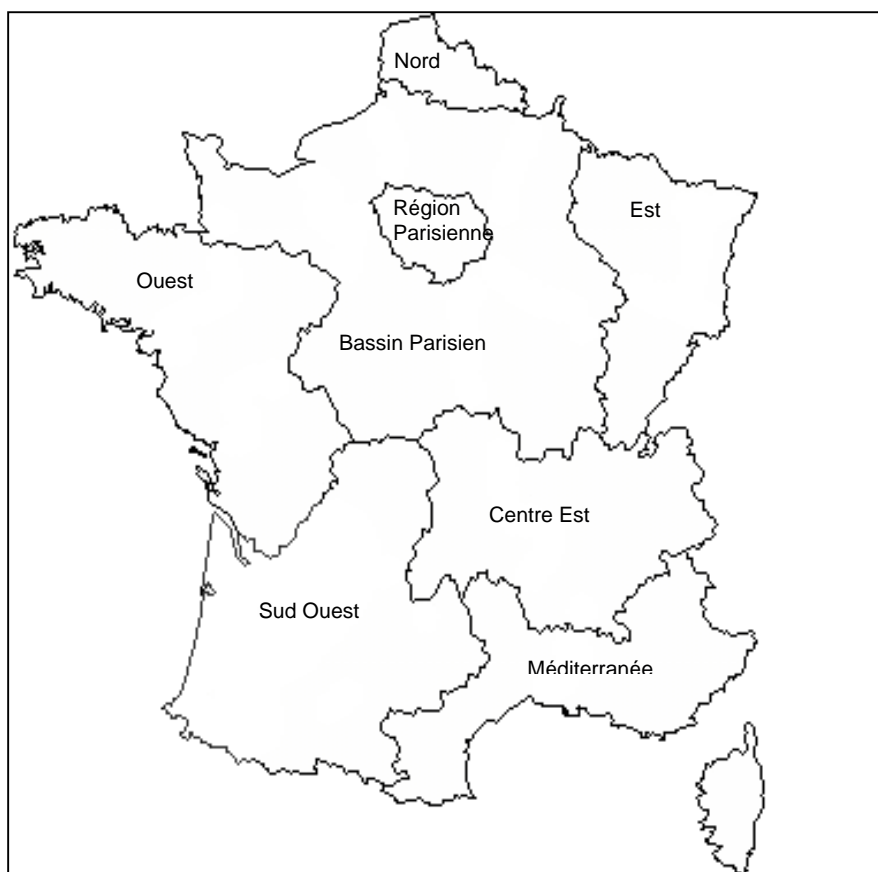 Nord
Région
Parisienne
Est
Ouest
Bassin Parisien
Centre Est
Sud Ouest
Méditerranée